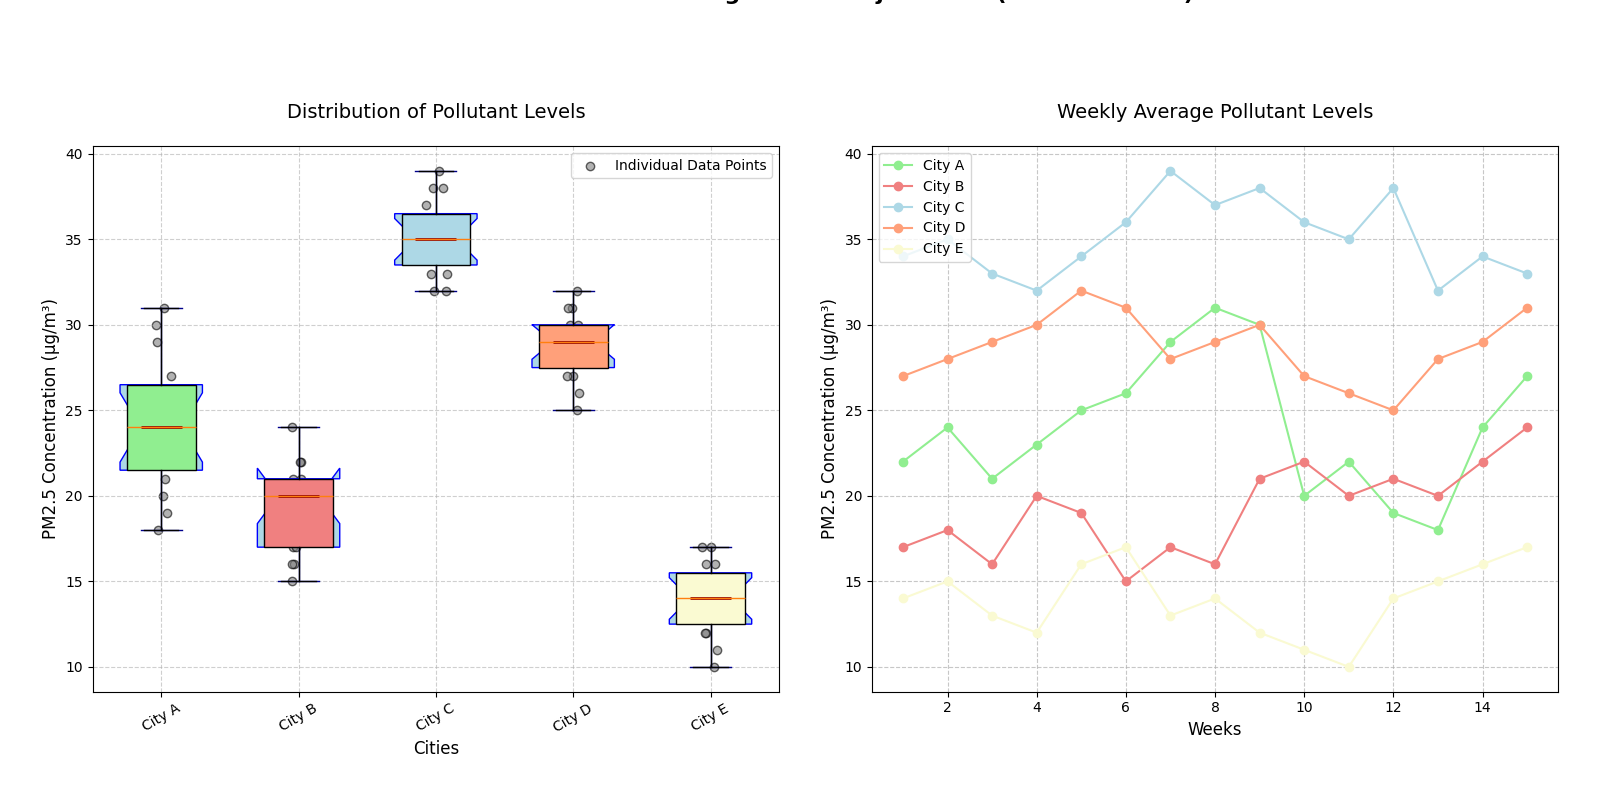 Distribution of Pollutant Levels
PM2.5 Concentration (µg/m³)
40
35
30
25
20
15
10
Individual Data Points
City A
City B
City C
City D
City E
Cities
Weekly Average Pollutant Levels
PM2.5 Concentration (µg/m³)
40
35
30
25
20
15
10
City A
City B
City C
City D
City E
2
4
6
8
10
12
14
Weeks